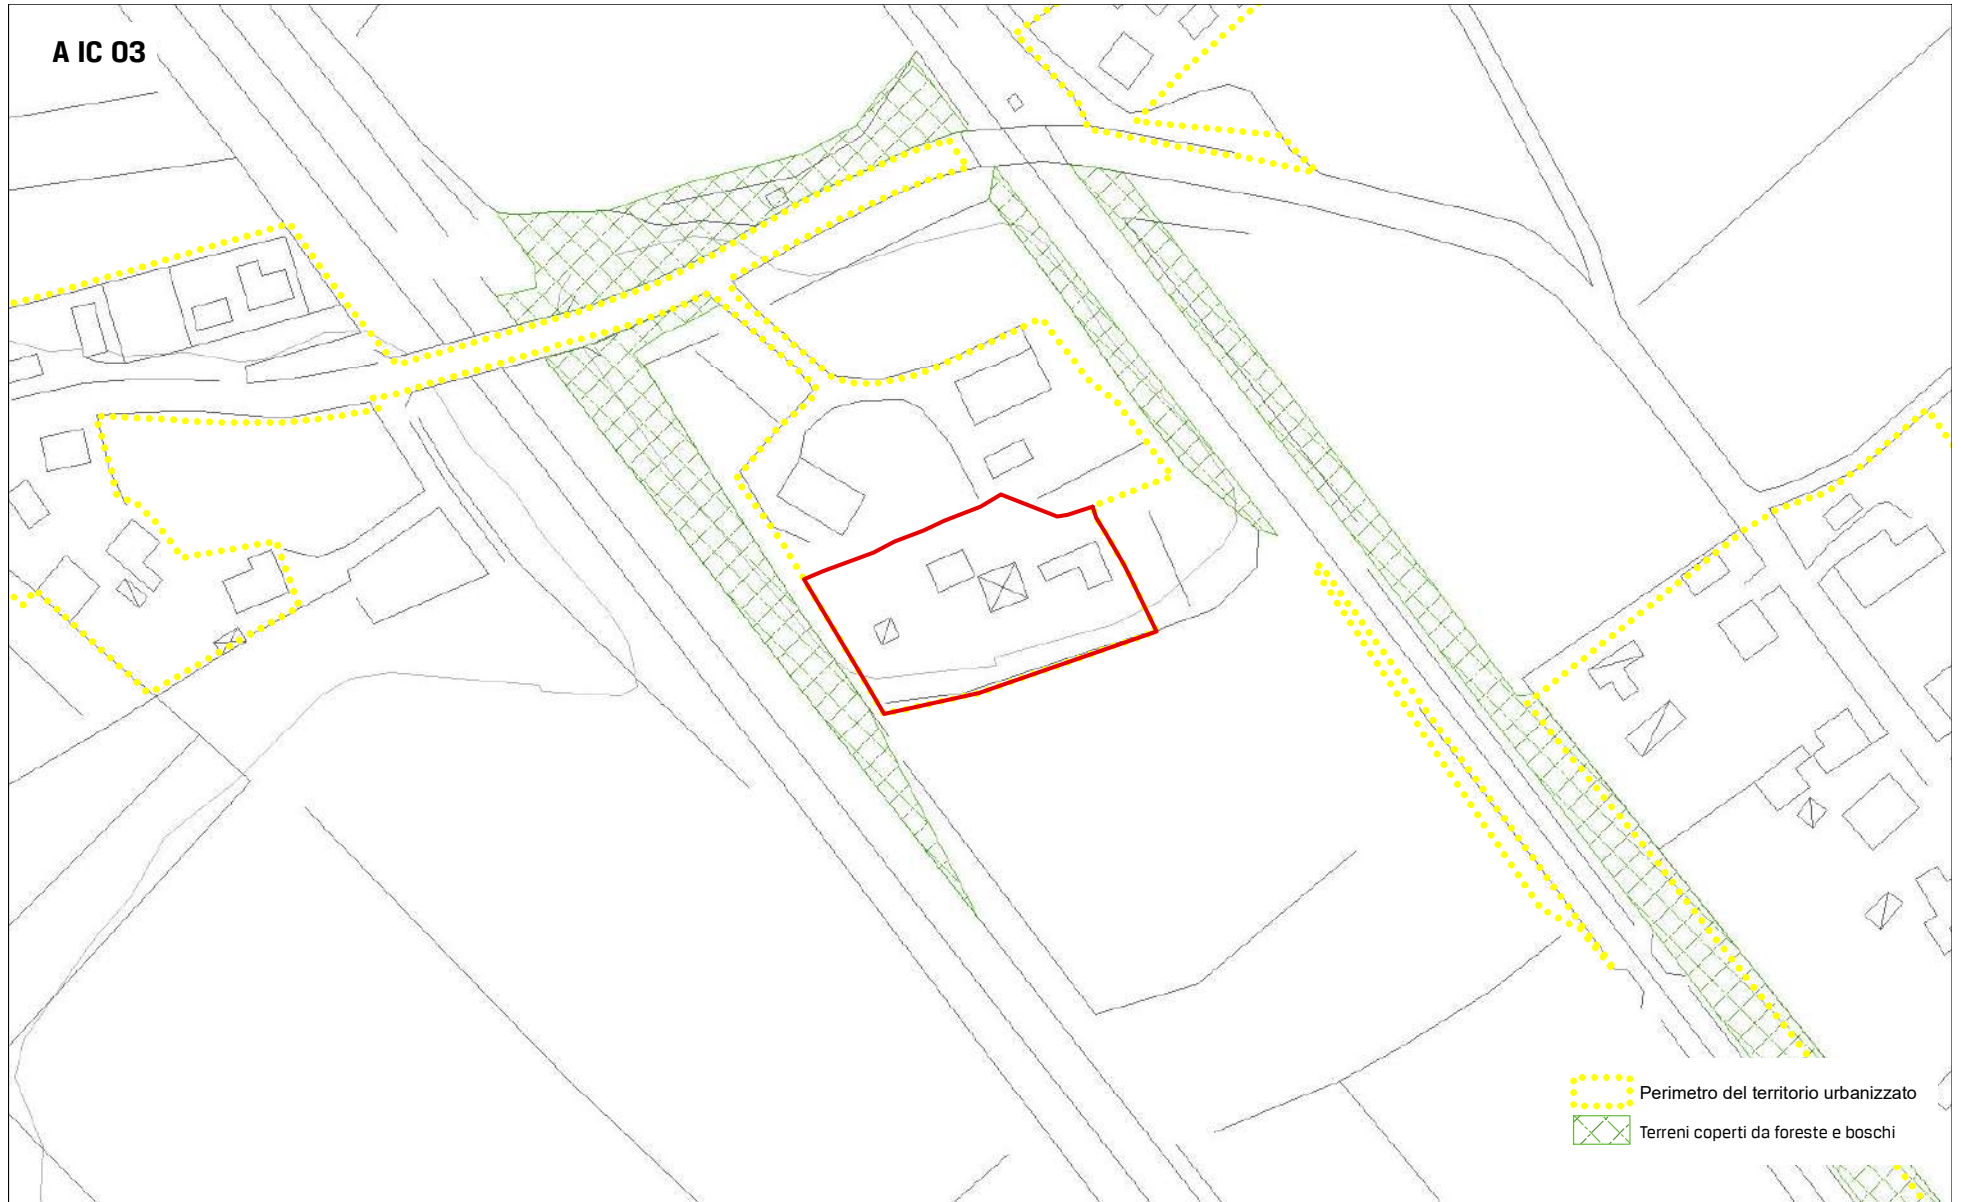 A IC 03
Perimetro del territorio urbanizzato
Terreni coperti da foreste e boschi